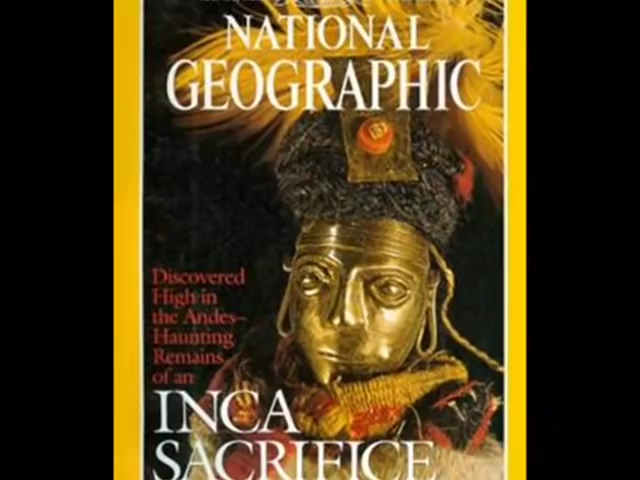 NATIONAL
GEOGRAPHIC
Discovered
High in
the Andes–
Haunting
Remains
of an
INCA
SACRIFICE